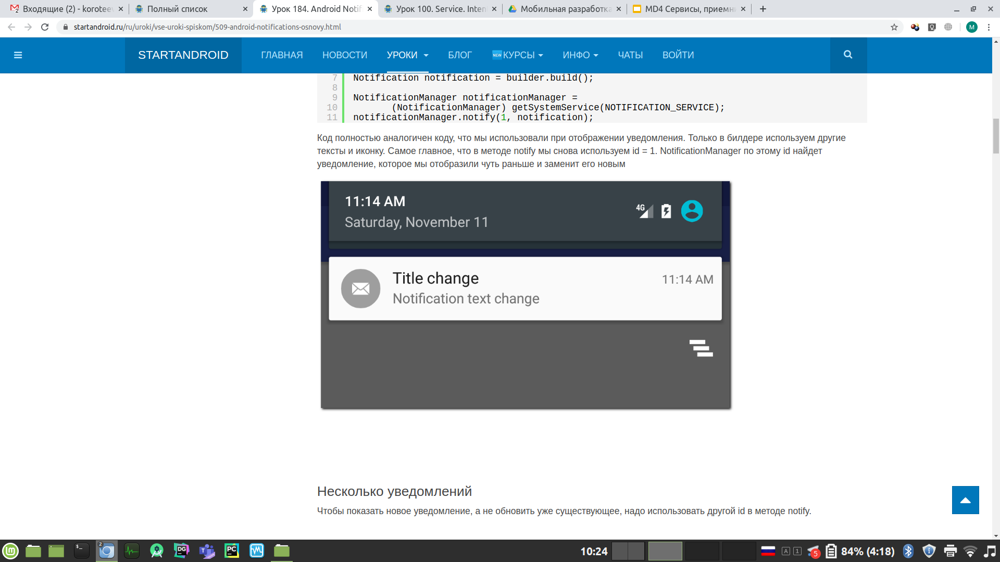 Входящие (2) - korotee
Полный список
Урок 184. Android Notif
Урок 100. Service. Inten
Мобильная разработка
MD4 Сервисы, приемни
startandroid.ru/ru/uroki/vse-uroki-spiskom/509-android-notifications-osnovy.html
M
STARTANDROID
ГЛАВНАЯ
НОВОСТИ
УРОКИ
БЛОГ
NEW КУРСЫ
ИНФО
ЧАТЫ
ВОЙТИ
7 Notification notification = builder.build();
8
9 NotificationManager notificationManager =
10 (NotificationManager) getSystemService(NOTIFICATION_SERVICE);
11 notificationManager.notify(1, notification);
Код полностью аналогичен коду, что мы использовали при отображении уведомления. Только в билдере используем другие
тексты и иконку. Самое главное, что в методе notify мы снова используем id = 1. NotificationManager по этому id найдет
уведомление, которое мы отобразили чуть раньше и заменит его новым
11:14 AM
4G
Saturday, November 11
Title change
11:14 AM
Notification text change
Несколько уведомлений
Чтобы показать новое уведомление, а не обновить уже существующее, надо использовать другой id в методе notify.
2
DG
T
PC
10:24
A
1
5
84% (4:18)